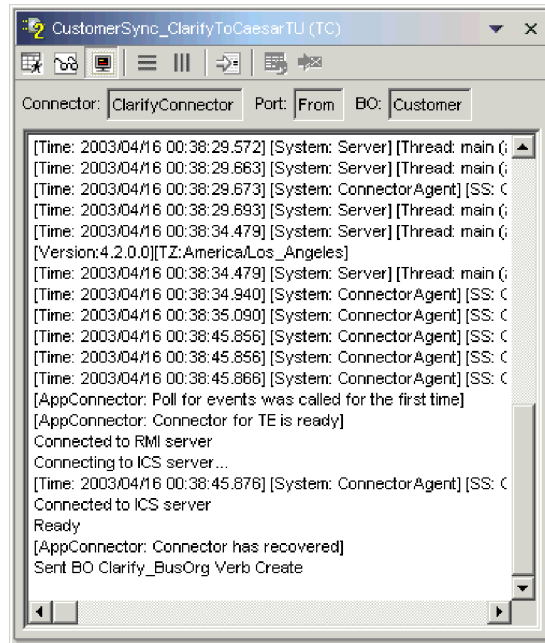 CustomerSync_ClarifyToCaesarTU (TC)
Connector: ClarifyConnector Port: From BO: Customer
[Time: 2003/04/16 00:38:29.572] [System: Server] [Thread: main (
[Time: 2003/04/16 00:38:29.663] [System: Server] [Thread: main (
[Time: 2003/04/16 00:38:29.673] [System: ConnectorAgent] [SS:
[Time: 2003/04/16 00:38:29.693] [System: Server] [Thread: main (
[Time: 2003/04/16 00:38:34.479] [System: Server] [Thread: main (
[Version:4.2.0.0][TZ:America/Los_Angeles]
[Time: 2003/04/16 00:38:34.479] [System: Server] [Thread: main (
[Time: 2003/04/16 00:38:34.940] [System: ConnectorAgent] [SS:
[Time: 2003/04/16 00:38:35.090] [System: ConnectorAgent] [SS:
[Time: 2003/04/16 00:38:45.856] [System: ConnectorAgent] [SS:
[Time: 2003/04/16 00:38:45.856] [System: ConnectorAgent] [SS:
[Time: 2003/04/16 00:38:45.866] [System: ConnectorAgent] [SS:
[AppConnector: Poll for events was called for the first time]
[AppConnector: Connector for TE is ready]
Connected to RMI server
Connecting to ICS server...
[Time: 2003/04/16 00:38:45.876] [System: ConnectorAgent] [SS:
Connected to ICS server
Ready
[AppConnector: Connector has recovered]
Sent BO Clarify_BusOrg Verb Create